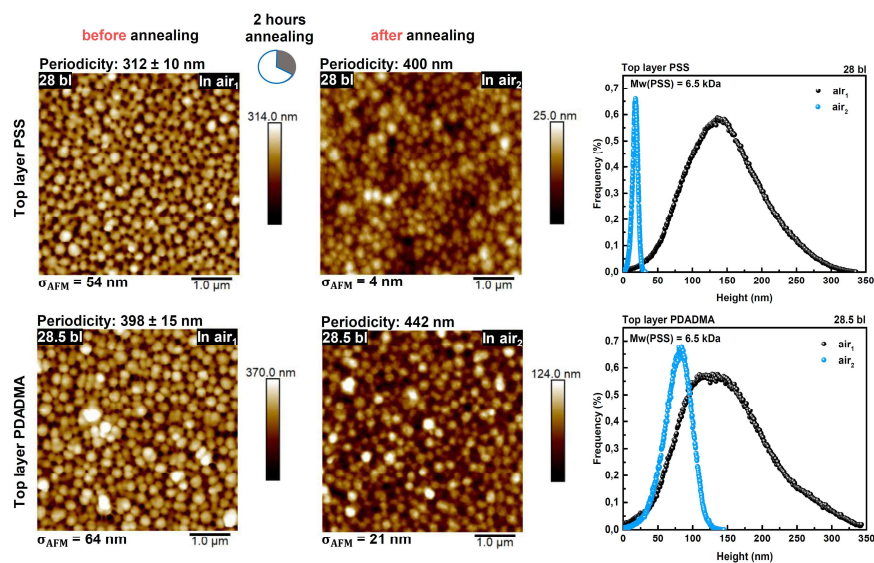 before annealing
2 hours
annealing
after annealing
Top layer PSS
Periodicity: 312 ± 10 nm
28 bl
In air1
314.0 nm
σAFM = 54 nm
1.0 µm
Periodicity: 400 nm
28 bl
In air2
25.0 nm
σAFM = 4 nm
1.0 µm
Top layer PSS
28 bl
Mw(PSS) = 6.5 kDa
air1
air2
Frequency (%)
0,7
0,6
0,5
0,4
0,3
0,2
0,1
0,0
0 50 100 150 200 250 300 350
Height (nm)
Top layer PDADMA
Periodicity: 398 ± 15 nm
28.5 bl
In air1
370.0 nm
σAFM = 64 nm
1.0 µm
Periodicity: 442 nm
28.5 bl
In air2
124.0 nm
σAFM = 21 nm
1.0 µm
Top layer PDADMA
28.5 bl
Mw(PSS) = 6.5 kDa
air1
air2
Frequency (%)
0,7
0,6
0,5
0,4
0,3
0,2
0,1
0,0
0 50 100 150 200 250 300 350
Height (nm)